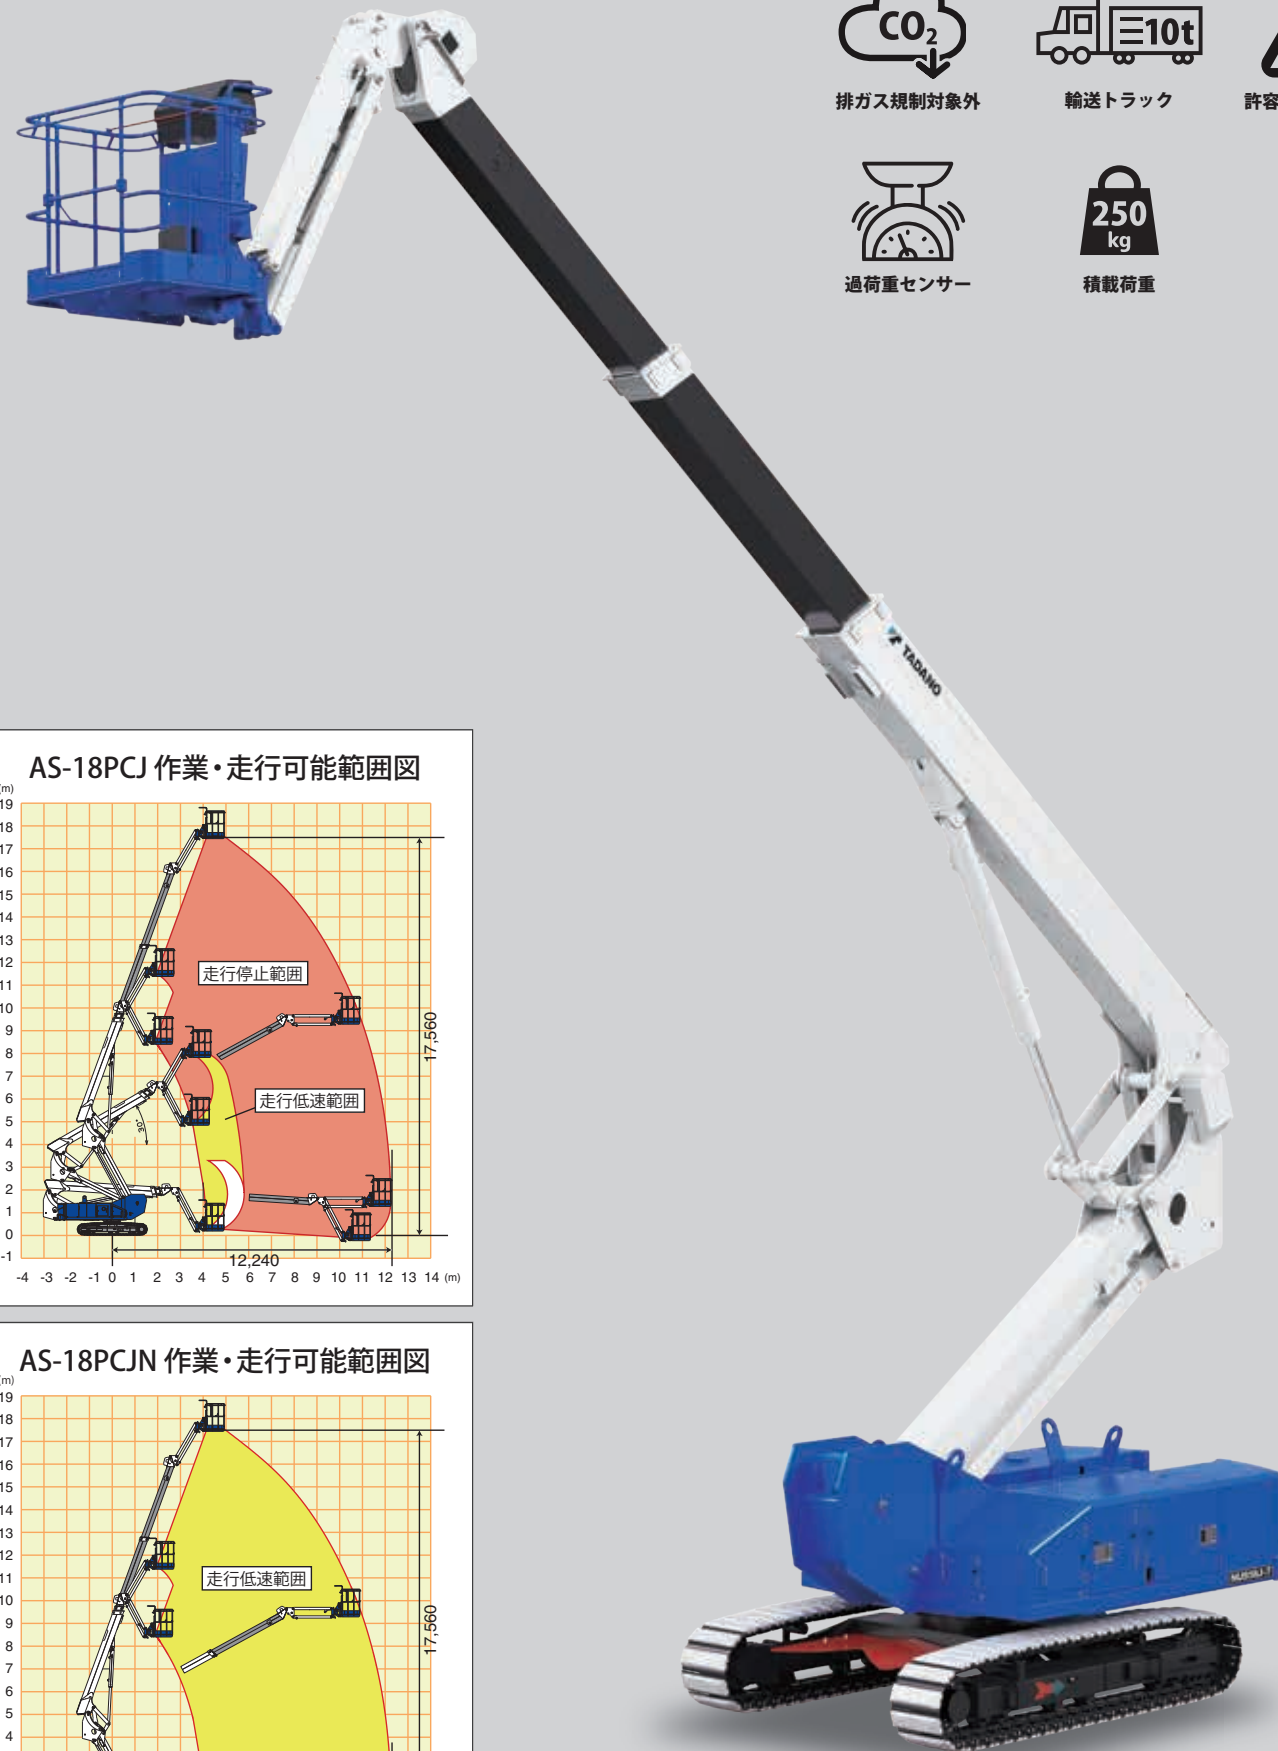 CO₂
10t
排ガス規制対象外
輸送トラック
許容
250
kg
過荷重センサー
積載荷重
TADANO
AS-18PCJ 作業・走行可能範囲図
(m)
19
18
17
16
15
14
13
12
11
10
9
8
7
6
5
4
3
2
1
0
-1
走行停止範囲
走行低速範囲
30°
17,560
12,240
-4 -3 -2 -1 0 1 2 3 4 5 6 7 8 9 10 11 12 13 14 (m)
AS-18PCJN 作業・走行可能範囲図
(m)
19
18
17
16
15
14
13
12
11
10
9
8
7
6
5
4
走行低速範囲
17,560